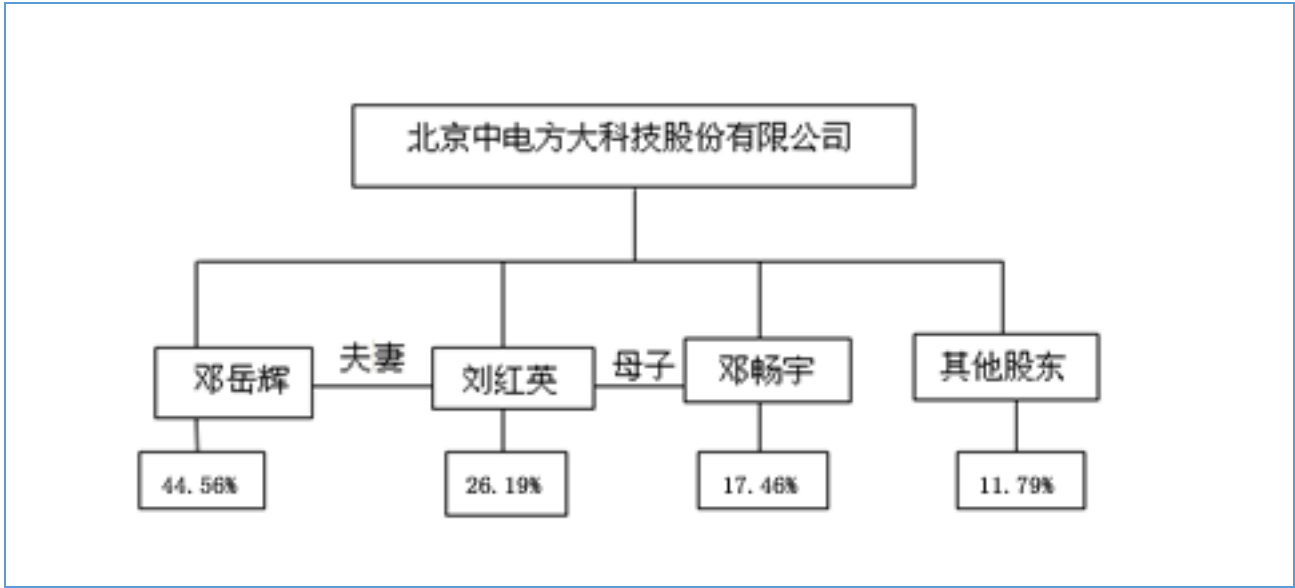 北京中电方大科技股份有限公司
夫妻
母子
邓岳辉
刘红英
邓畅宇
其他股东
44.56%
26.19%
17.46%
11.79%